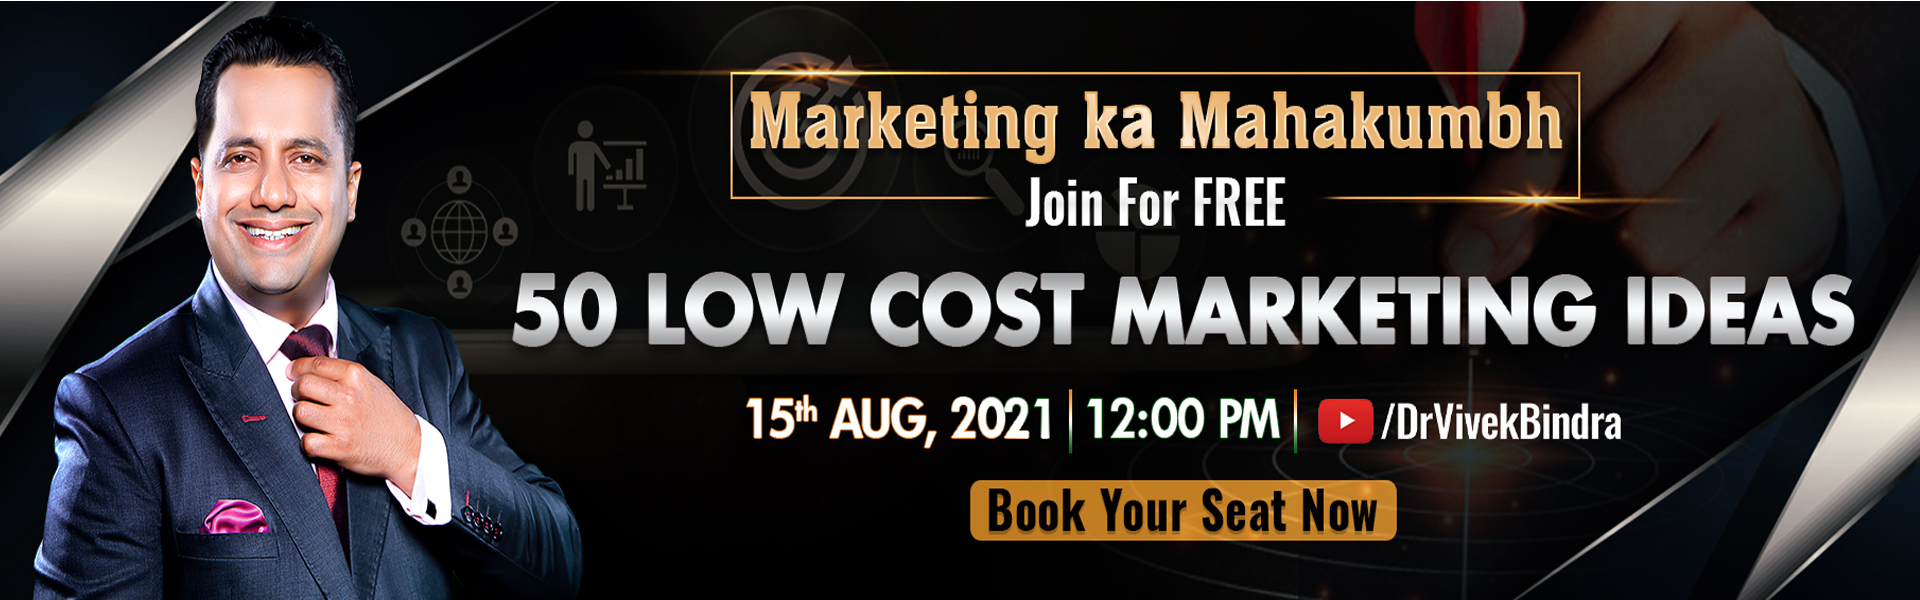 Marketing ka Mahakumbh
Join For FREE
50 LOW COST MARKETING IDEAS
15th AUG, 2021 | 12:00 PM | /DrVivekBindra
Book Your Seat Now